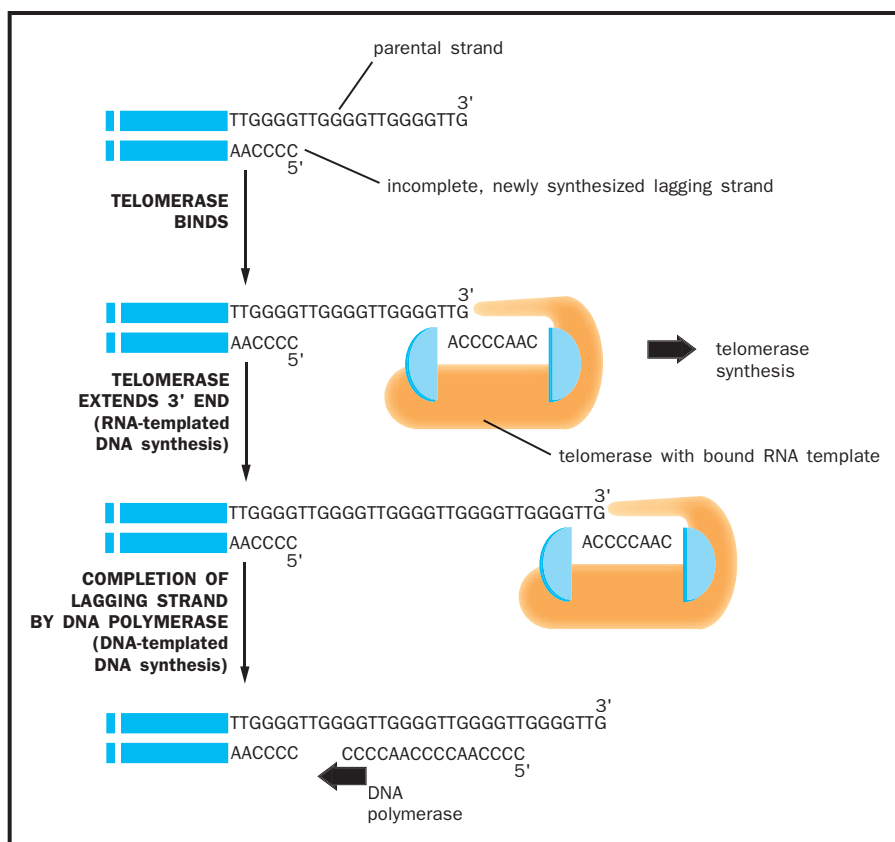 parental strand
3'
TTGGGGTTGGGGTTGGGGTTG
AACCCC
5'
incomplete, newly synthesized lagging strand
TELOMERASE
BINDS
3'
TTGGGGTTGGGGTTGGGGTTG
AACCCC
5'
ACCCCAAC
telomerase
synthesis
TELOMERASE
EXTENDS 3' END
(RNA-templated
DNA synthesis)
telomerase with bound RNA template
3'
TTGGGGTTGGGGTTGGGGTTGGGGTTGGGGTTG
AACCCC
5'
ACCCCAAC
COMPLETION OF
LAGGING STRAND
BY DNA POLYMERASE
(DNA-templated
DNA synthesis)
3'
TTGGGGTTGGGGTTGGGGTTGGGGTTGGGGTTG
AACCCC CCCCAACCCCAACCCC
5'
DNA
polymerase